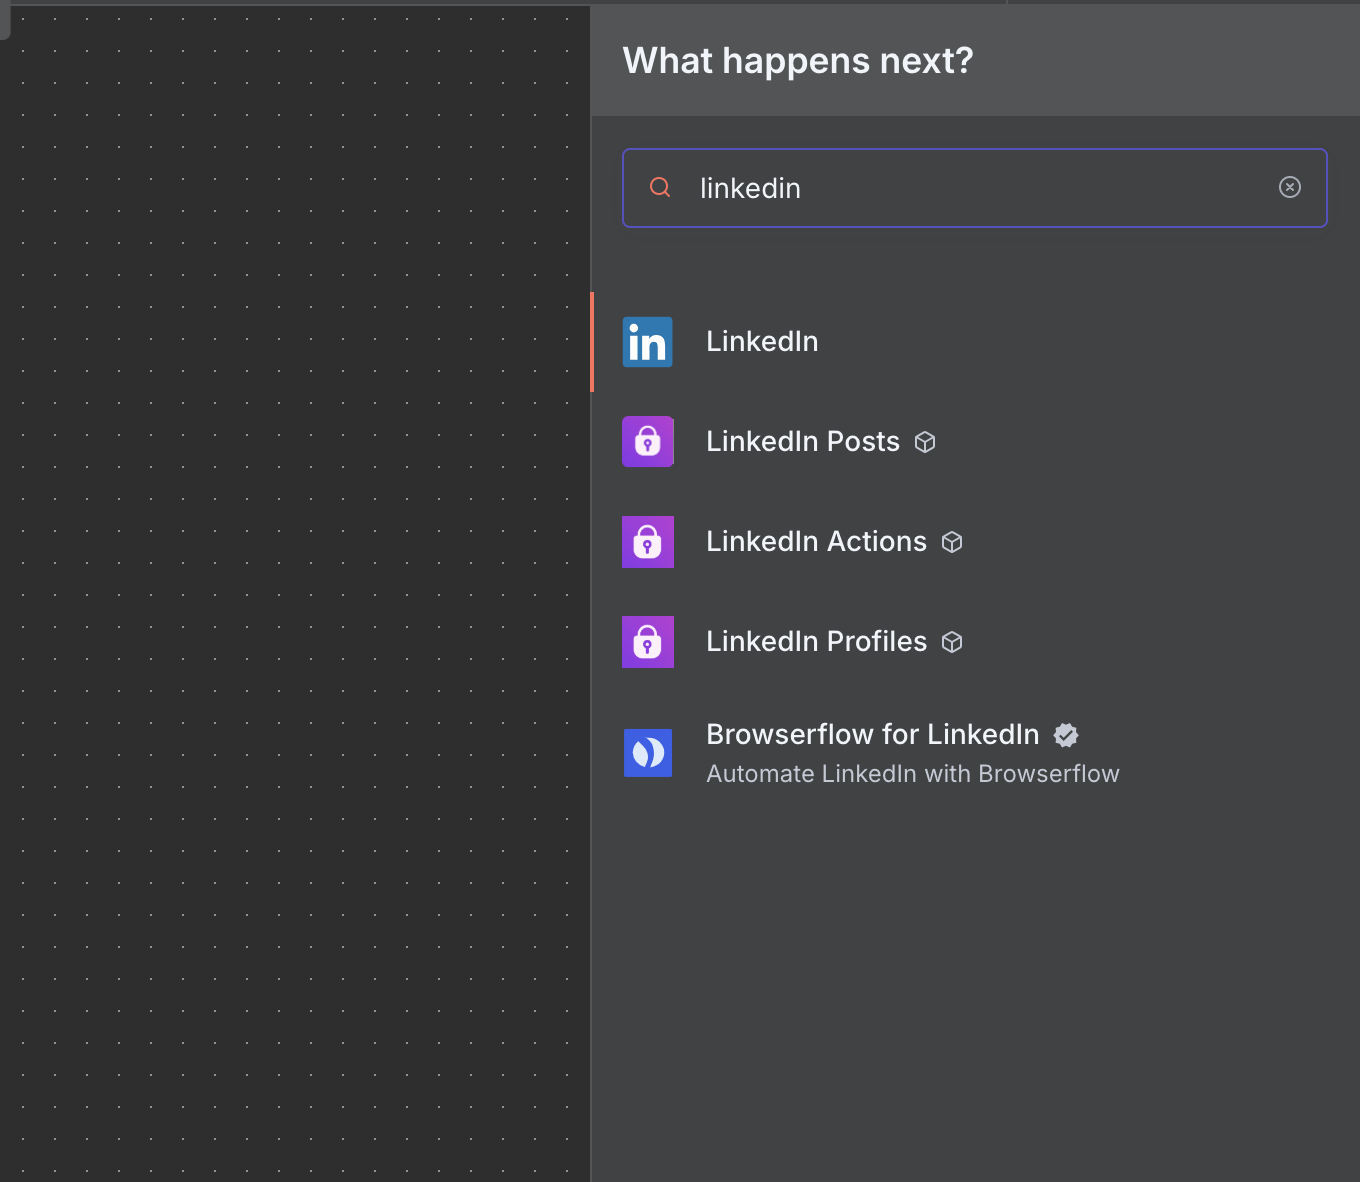 What happens next?
linkedin
in
LinkedIn
LinkedIn Posts
LinkedIn Actions
LinkedIn Profiles
Browserflow for LinkedIn
Automate LinkedIn with Browserflow